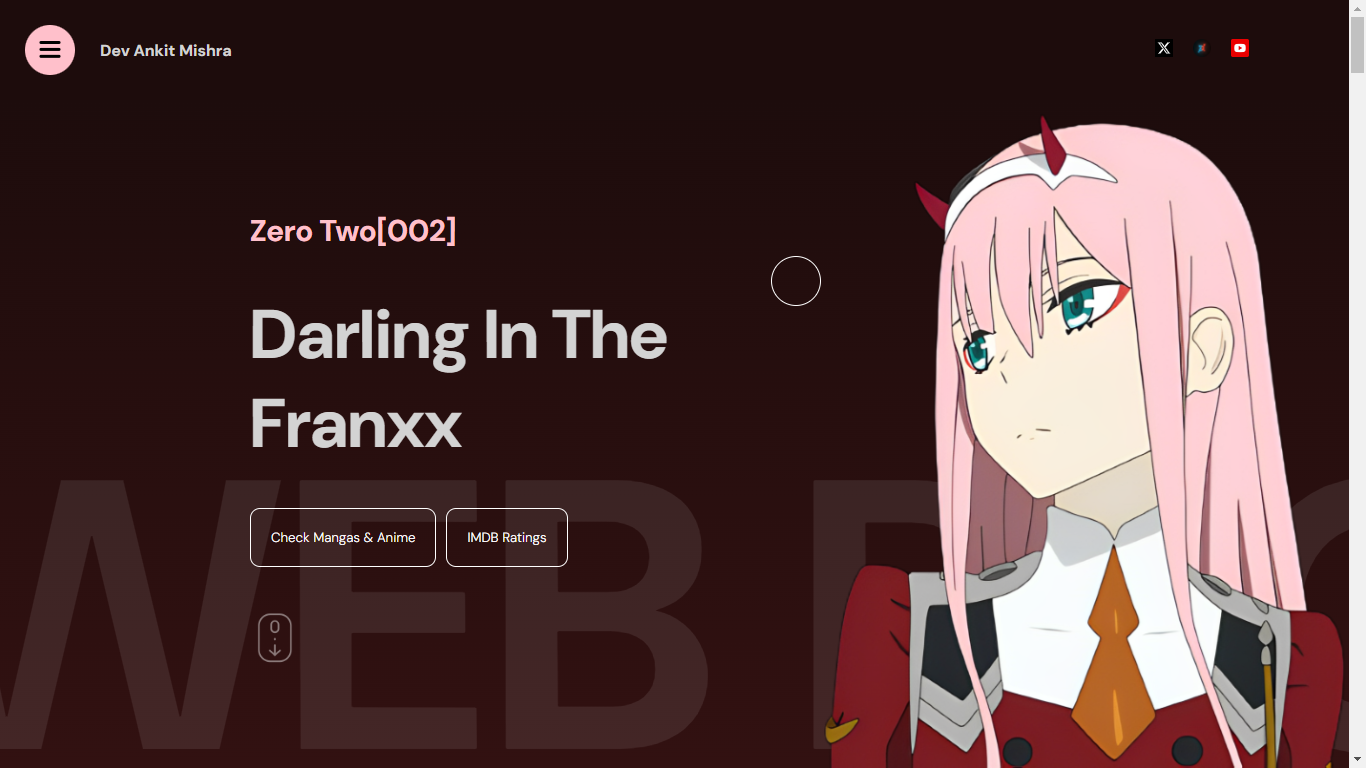 Dev Ankit Mishra
Zero Two[002]
Darling In The
Franxx
WEB
Check Mangas & Anime
IMDB Ratings